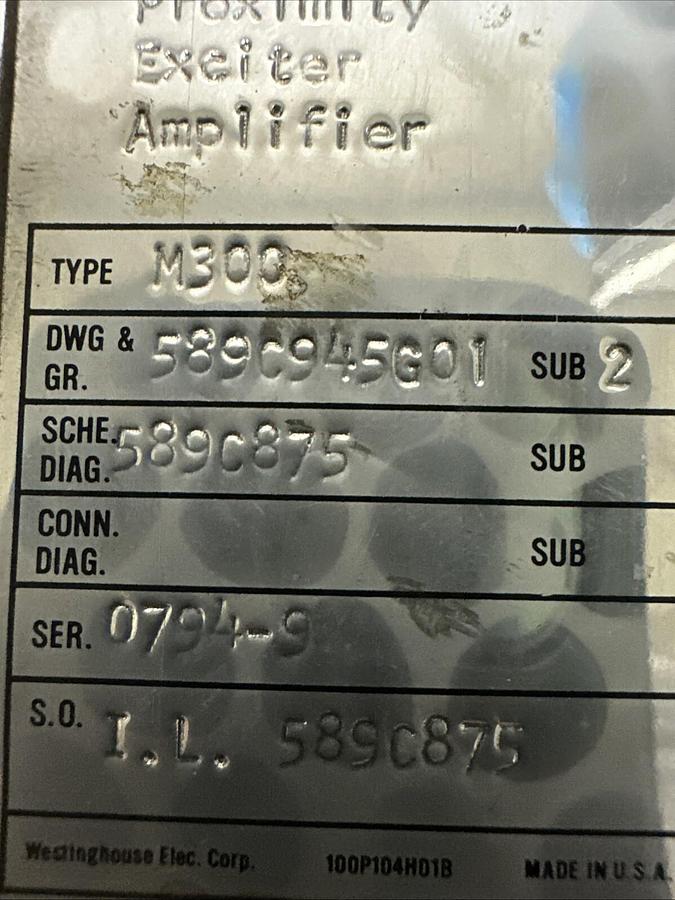 Proximity
Exciter
Amplifier
TYPE M300
DWG & GR. 589C945G01 SUB 2
SCHE. DIAG. 589C875 SUB
CONN. DIAG. SUB
SER. 0794-9
S.O. I.L. 589C875
Westinghouse Elec. Corp. 100P104H01B MADE IN U.S.A.